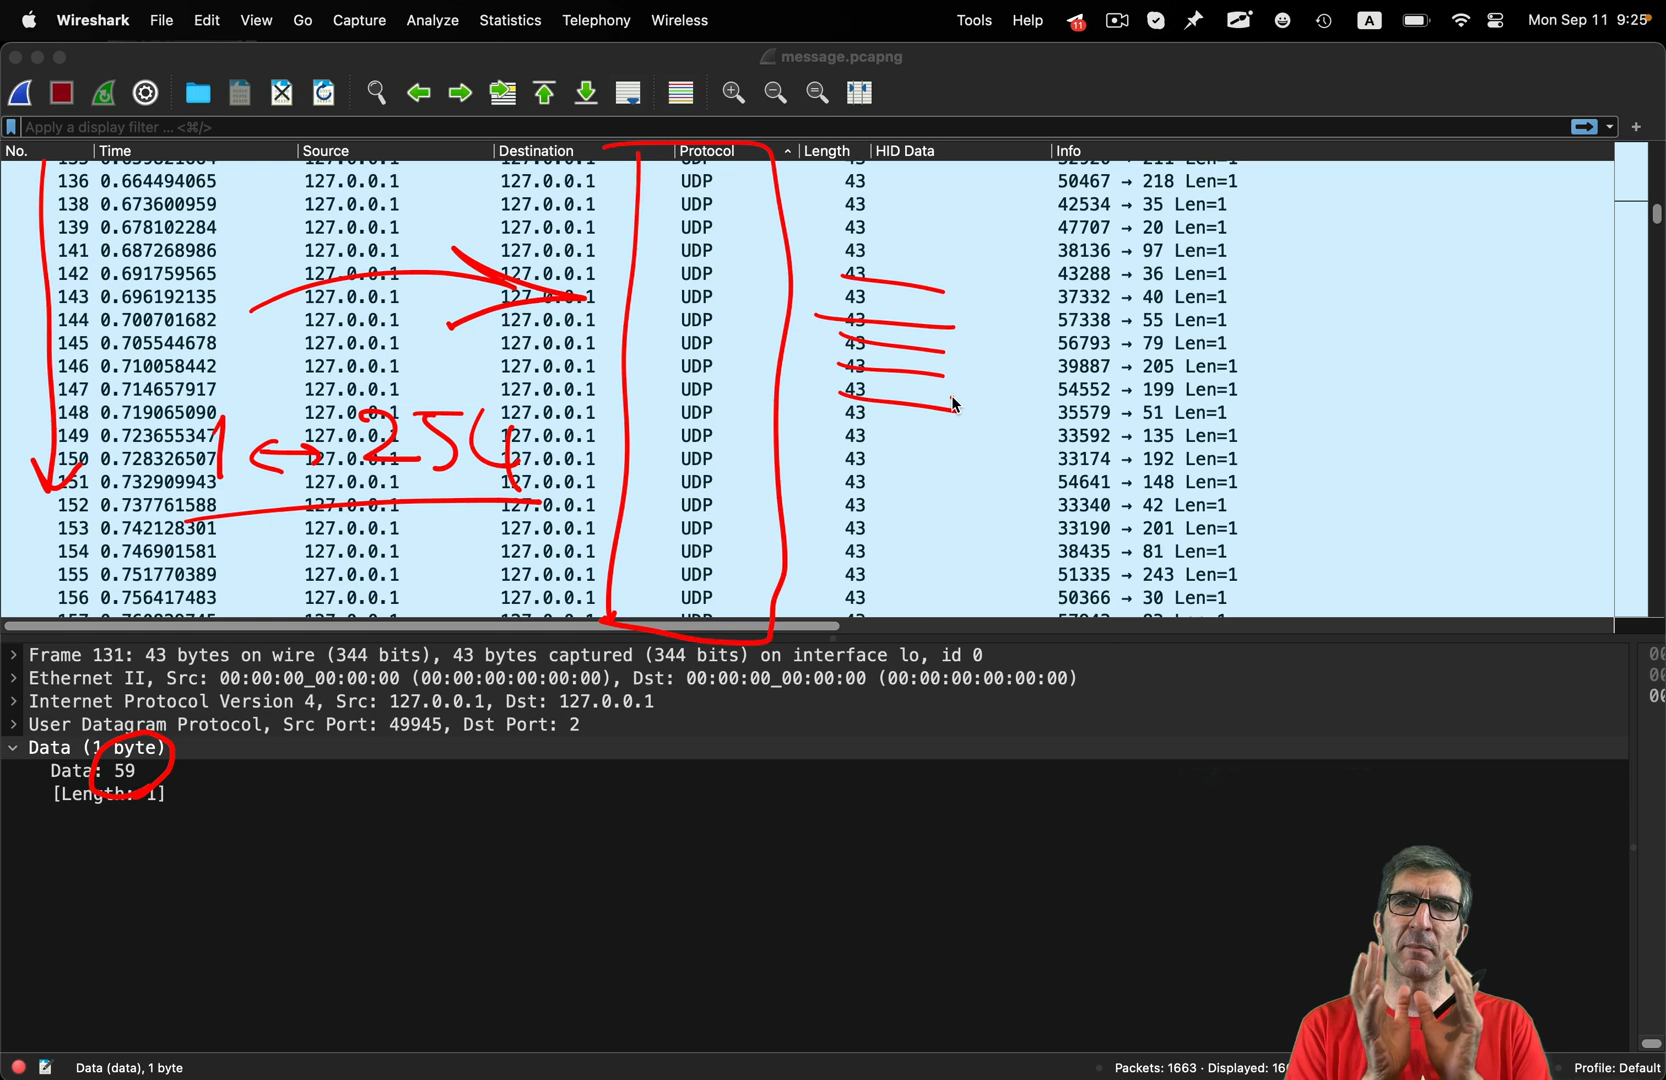 Wireshark File Edit View Go Capture Analyze Statistics Telephony Wireless Tools Help 11 A Mon Sep 11 9:25
message.pcapng
Apply a display filter ... <⌘/> +
No. Time Source Destination Protocol Length HID Data Info
136 0.664494065 127.0.0.1 127.0.0.1 UDP 43 50467 → 218 Len=1
138 0.673600959 127.0.0.1 127.0.0.1 UDP 43 42534 → 35 Len=1
139 0.678102284 127.0.0.1 127.0.0.1 UDP 43 47707 → 20 Len=1
141 0.687268986 127.0.0.1 127.0.0.1 UDP 43 38136 → 97 Len=1
142 0.691759565 127.0.0.1 127.0.0.1 UDP 43 43288 → 36 Len=1
143 0.696192135 127.0.0.1 127.0.0.1 UDP 43 37332 → 40 Len=1
144 0.700701682 127.0.0.1 127.0.0.1 UDP 43 57338 → 55 Len=1
145 0.705544678 127.0.0.1 127.0.0.1 UDP 43 56793 → 79 Len=1
146 0.710058442 127.0.0.1 127.0.0.1 UDP 43 39887 → 205 Len=1
147 0.714657917 127.0.0.1 127.0.0.1 UDP 43 54552 → 199 Len=1
148 0.719065090 127.0.0.1 127.0.0.1 UDP 43 35579 → 51 Len=1
149 0.723655347 127.0.0.1 127.0.0.1 UDP 43 33592 → 135 Len=1
1 ↔ 254
150 0.728326507 127.0.0.1 127.0.0.1 UDP 43 33174 → 192 Len=1
151 0.732909943 127.0.0.1 127.0.0.1 UDP 43 54641 → 148 Len=1
152 0.737761588 127.0.0.1 127.0.0.1 UDP 43 33340 → 42 Len=1
153 0.742128301 127.0.0.1 127.0.0.1 UDP 43 33190 → 201 Len=1
154 0.746901581 127.0.0.1 127.0.0.1 UDP 43 38435 → 81 Len=1
155 0.751770389 127.0.0.1 127.0.0.1 UDP 43 51335 → 243 Len=1
156 0.756417483 127.0.0.1 127.0.0.1 UDP 43 50366 → 30 Len=1
Frame 131: 43 bytes on wire (344 bits), 43 bytes captured (344 bits) on interface lo, id 0
Ethernet II, Src: 00:00:00_00:00:00 (00:00:00:00:00:00), Dst: 00:00:00_00:00:00 (00:00:00:00:00:00)
Internet Protocol Version 4, Src: 127.0.0.1, Dst: 127.0.0.1
User Datagram Protocol, Src Port: 49945, Dst Port: 2
Data (1 byte)
Data: 59
[Length: 1]
Data (data), 1 byte Packets: 1663 · Displayed: Profile: Default